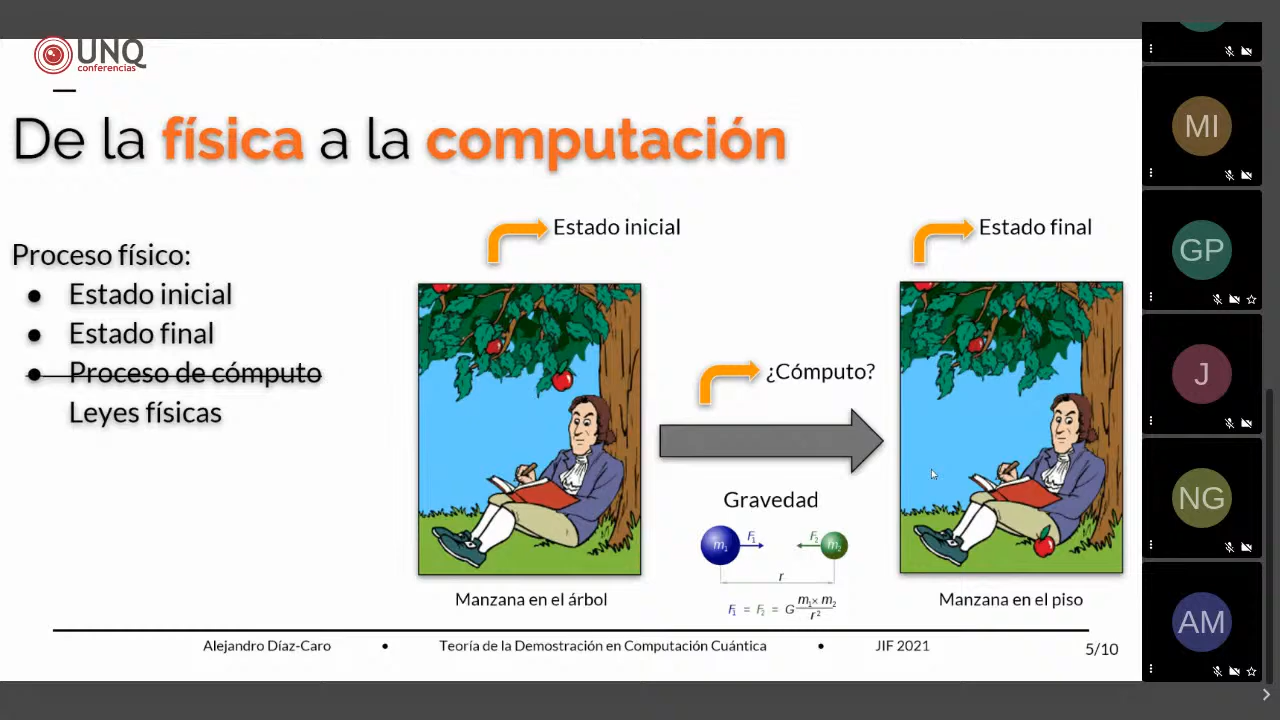 UNQ
conferencias
De la física a la computación
Proceso físico:
● Estado inicial
● Estado final
● Proceso de cómputo
Leyes físicas
Estado inicial
Manzana en el árbol
¿Cómputo?
Gravedad
m₁ F₁ F₂ m₂
r
F₁ = F₂ = G m₁ × m₂ / r²
Estado final
Manzana en el piso
Alejandro Díaz-Caro ● Teoría de la Demostración en Computación Cuántica ● JIF 2021
5/10
MI
GP
J
NG
AM